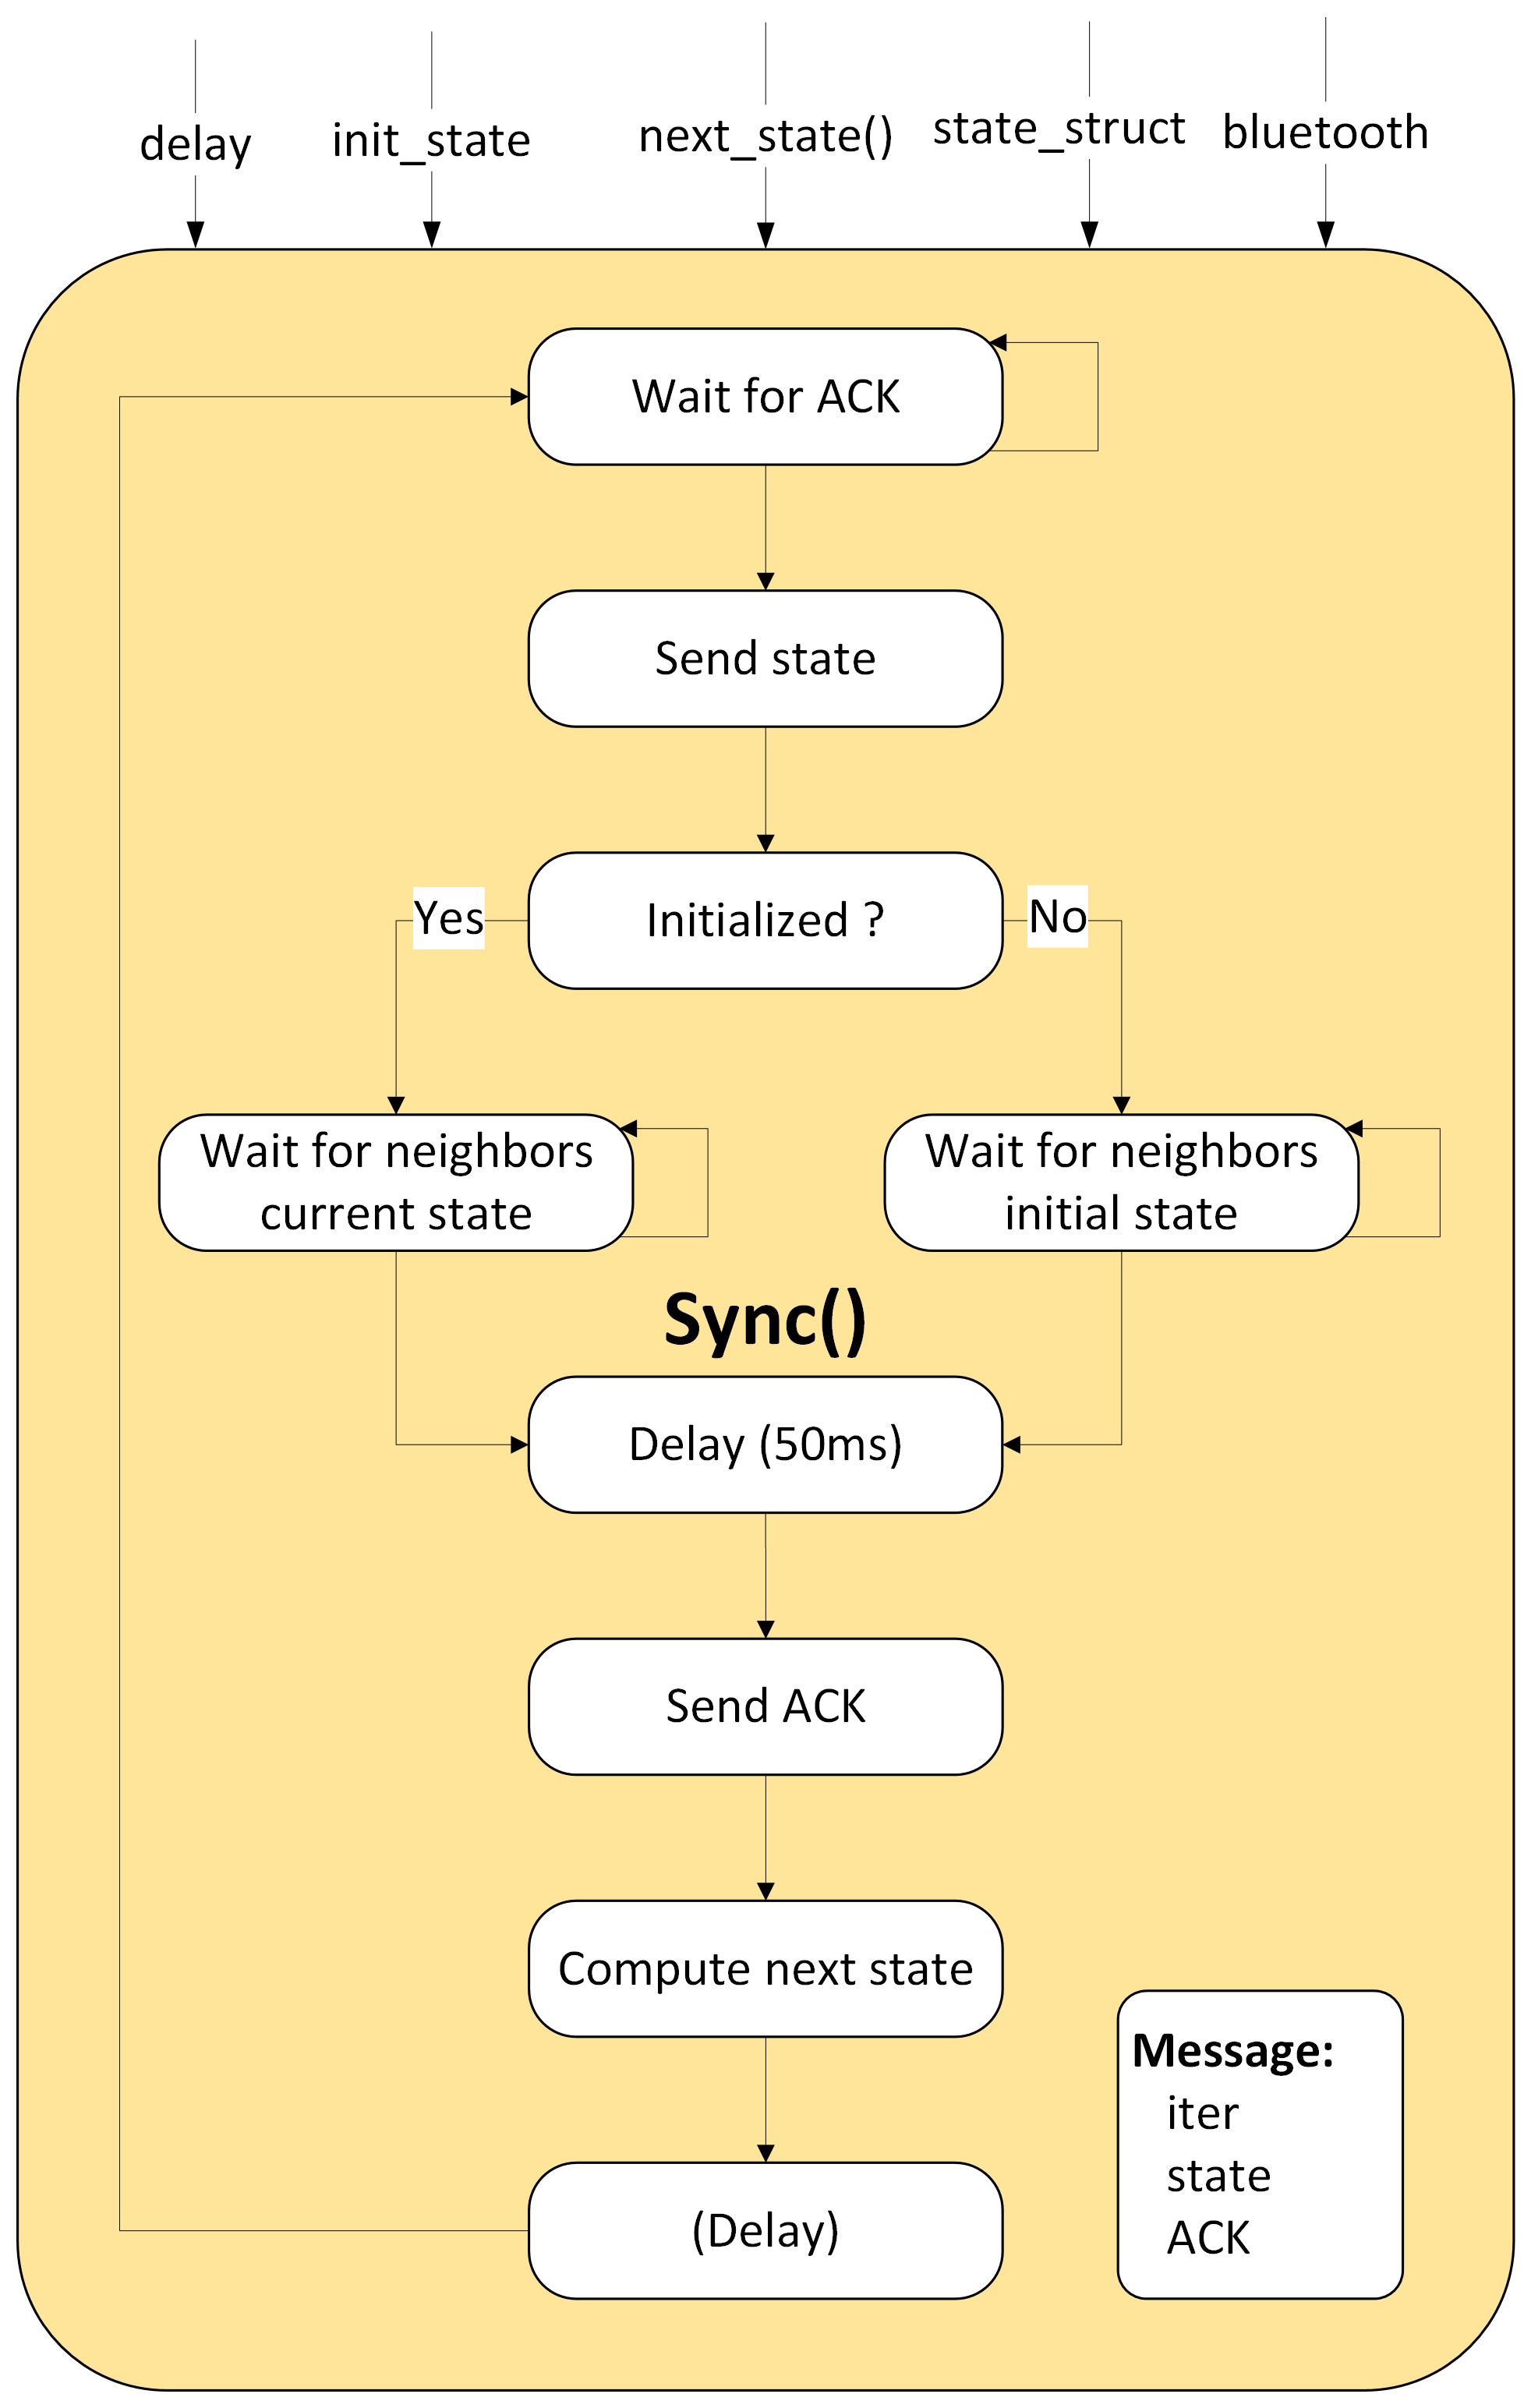 delay
init_state
next_state()
state_struct
bluetooth
Wait for ACK
Send state
Initialized ?
Yes
No
Wait for neighbors
current state
Wait for neighbors
initial state
Sync()
Delay (50ms)
Send ACK
Compute next state
(Delay)
Message:
iter
state
ACK